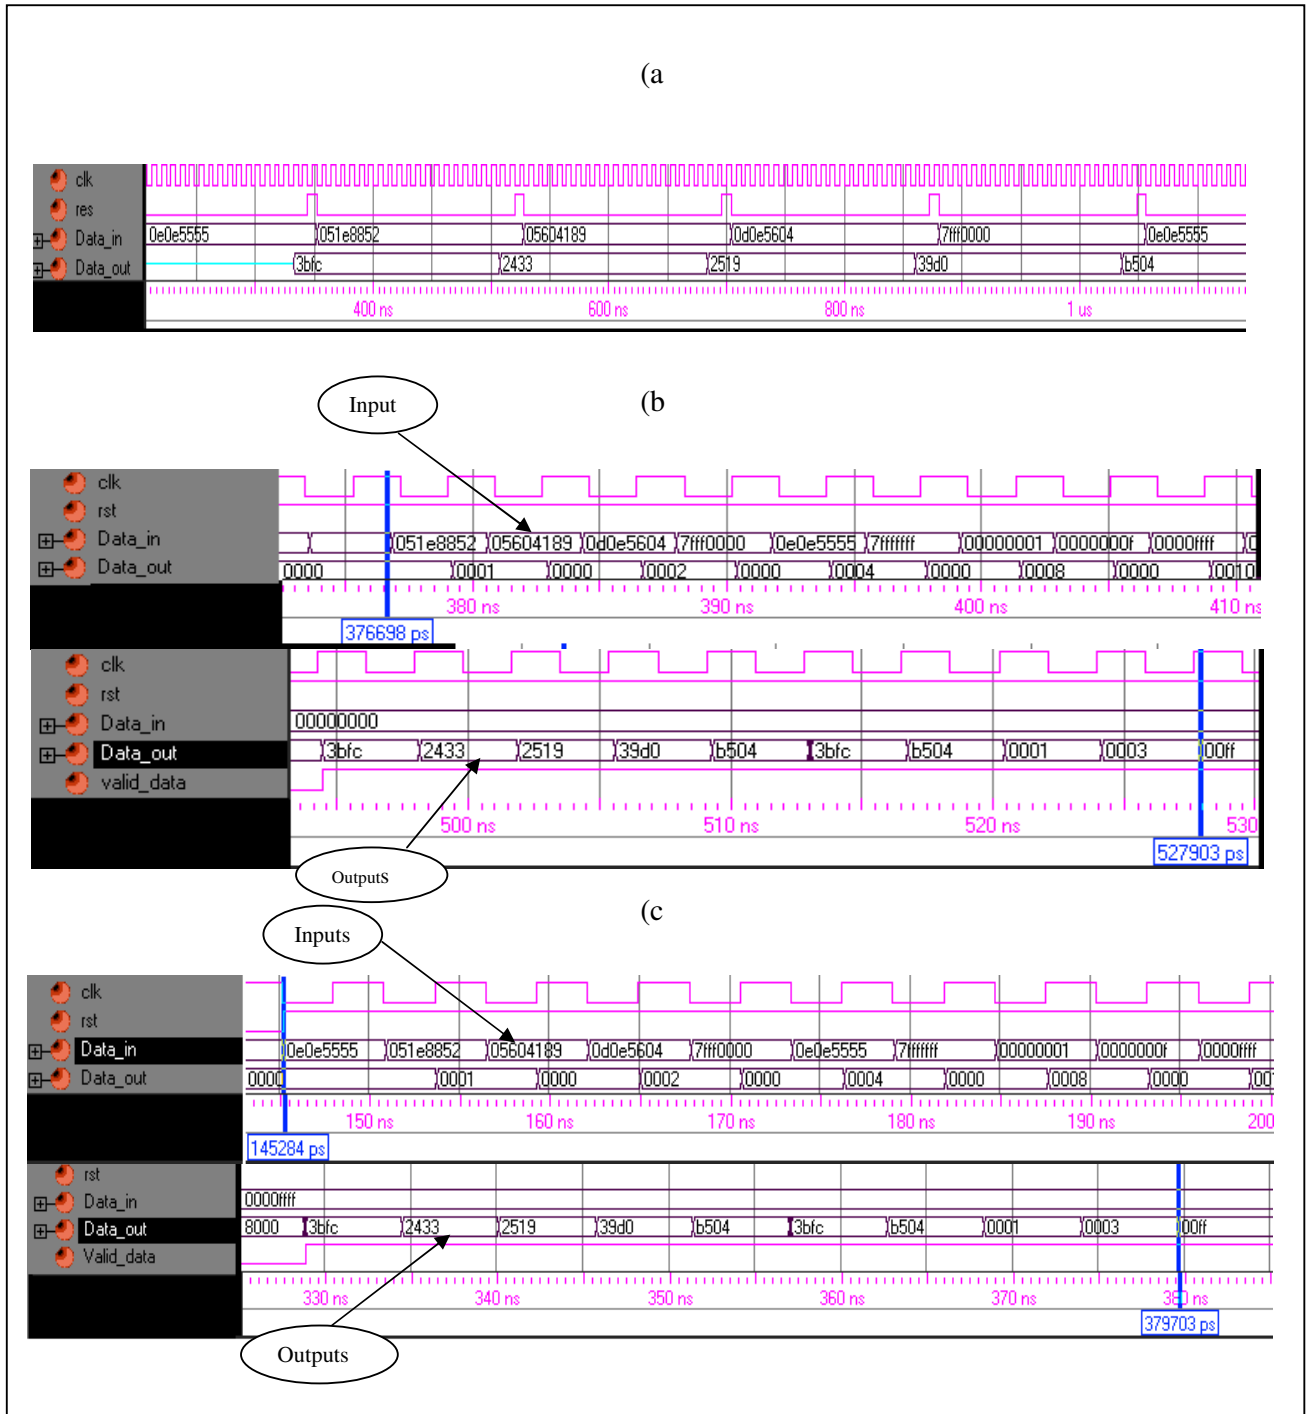 (a
clk
res
Data_in 0e0e5555 051e8852 05604189 0d0e5604 7fff0000 0e0e5555
Data_out 3bfc 2433 2519 39d0 b504
400 ns 600 ns 800 ns 1 us
Input
(b
clk
rst
Data_in 051e8852 05604189 0d0e5604 7fff0000 0e0e5555 7fffffff 00000001 0000000f 0000ffff
Data_out 0000 0001 0000 0002 0000 0004 0000 0008 0000 0010
380 ns 390 ns 400 ns 410 ns
376698 ps
clk
rst
Data_in 00000000
Data_out 3bfc 2433 2519 39d0 b504 3bfc b504 0001 0003 00ff
valid_data
500 ns 510 ns 520 ns 530
527903 ps
Outputs
(c
Inputs
clk
rst
Data_in 0e0e5555 051e8852 05604189 0d0e5604 7fff0000 0e0e5555 7fffffff 00000001 0000000f 0000ffff
Data_out 0000 0001 0000 0002 0000 0004 0000 0008 0000
150 ns 160 ns 170 ns 180 ns 190 ns 200
145284 ps
rst
Data_in 0000ffff
Data_out 8000 3bfc 2433 2519 39d0 b504 3bfc b504 0001 0003 00ff
Valid_data
330 ns 340 ns 350 ns 360 ns 370 ns 380 ns
379703 ps
Outputs